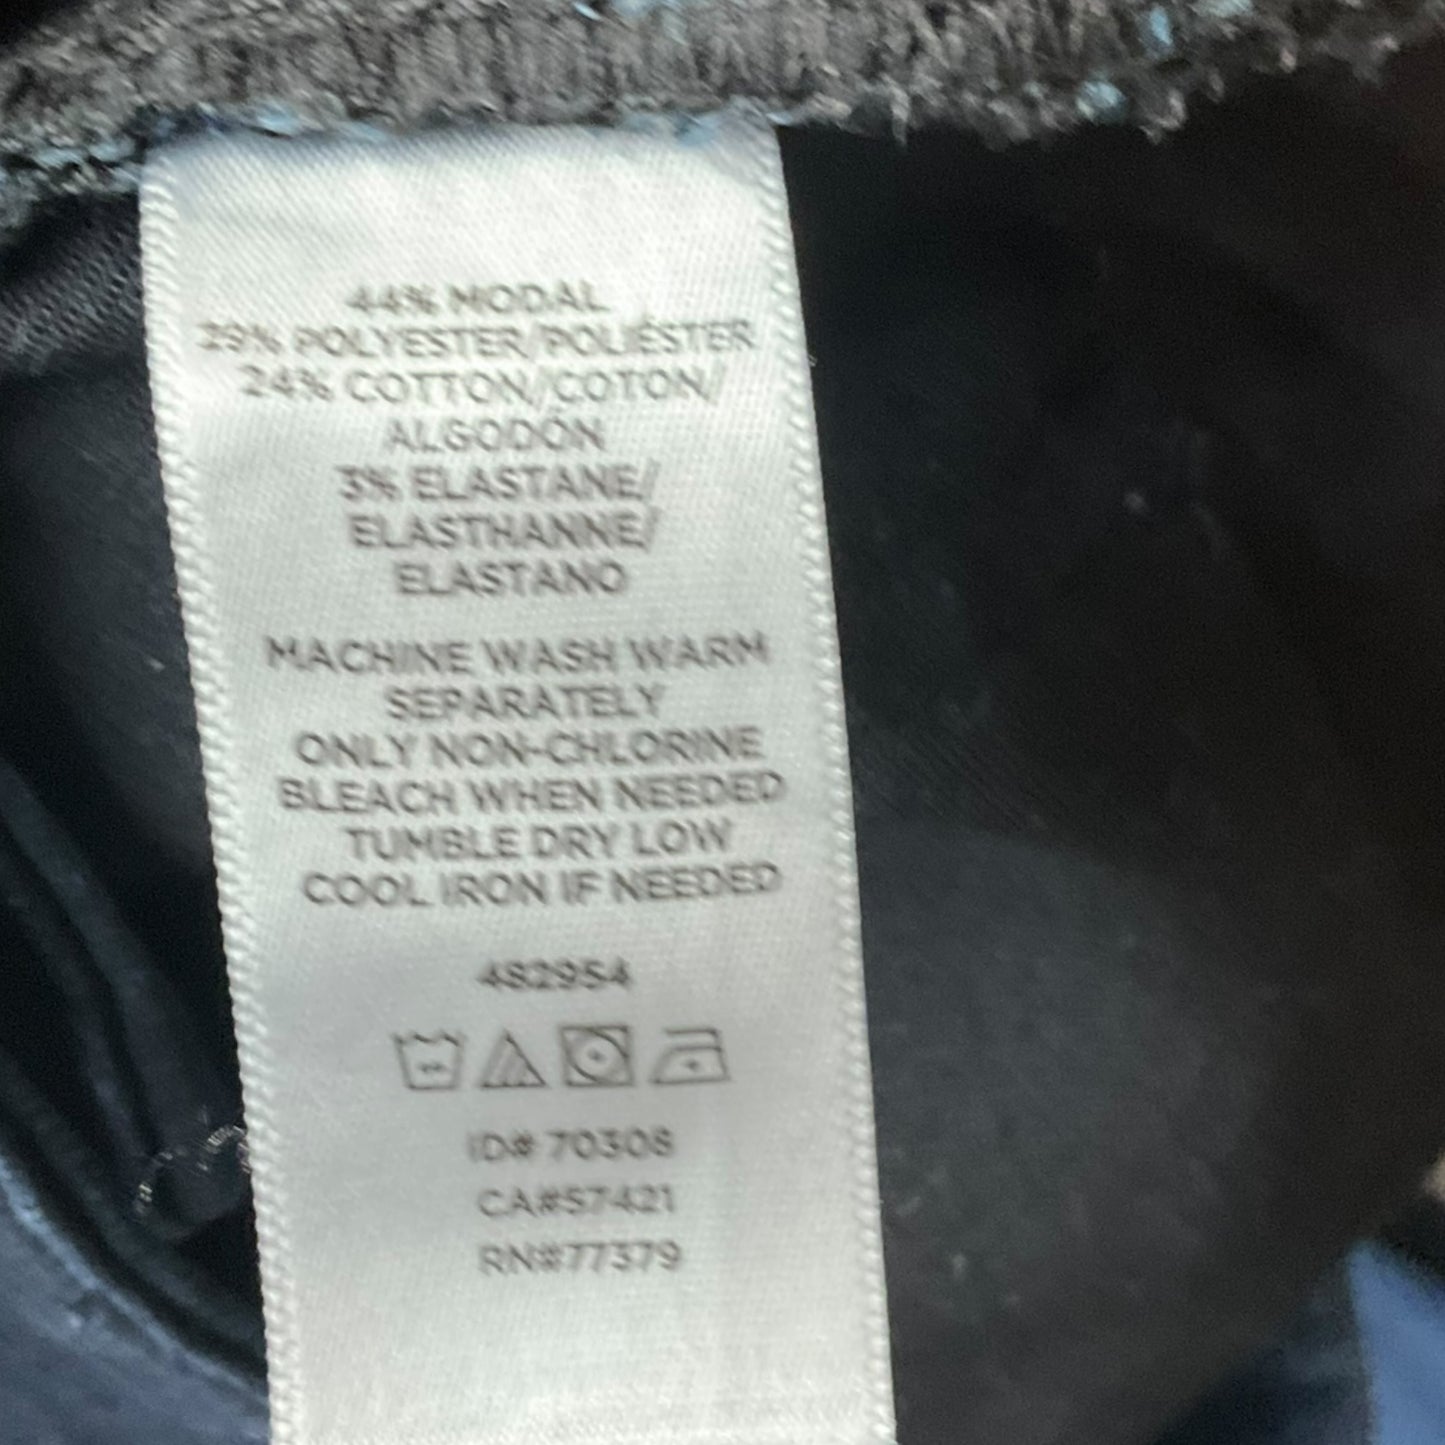 44% MODAL
29% POLYESTER/POLIÉSTER
24% COTTON/COTON/
ALGODÓN
3% ELASTANE/
ELASTHANNE/
ELASTANO
MACHINE WASH WARM
SEPARATELY
ONLY NON-CHLORINE
BLEACH WHEN NEEDED
TUMBLE DRY LOW
COOL IRON IF NEEDED
482954
ID# 70308
CA#57421
RN#77379